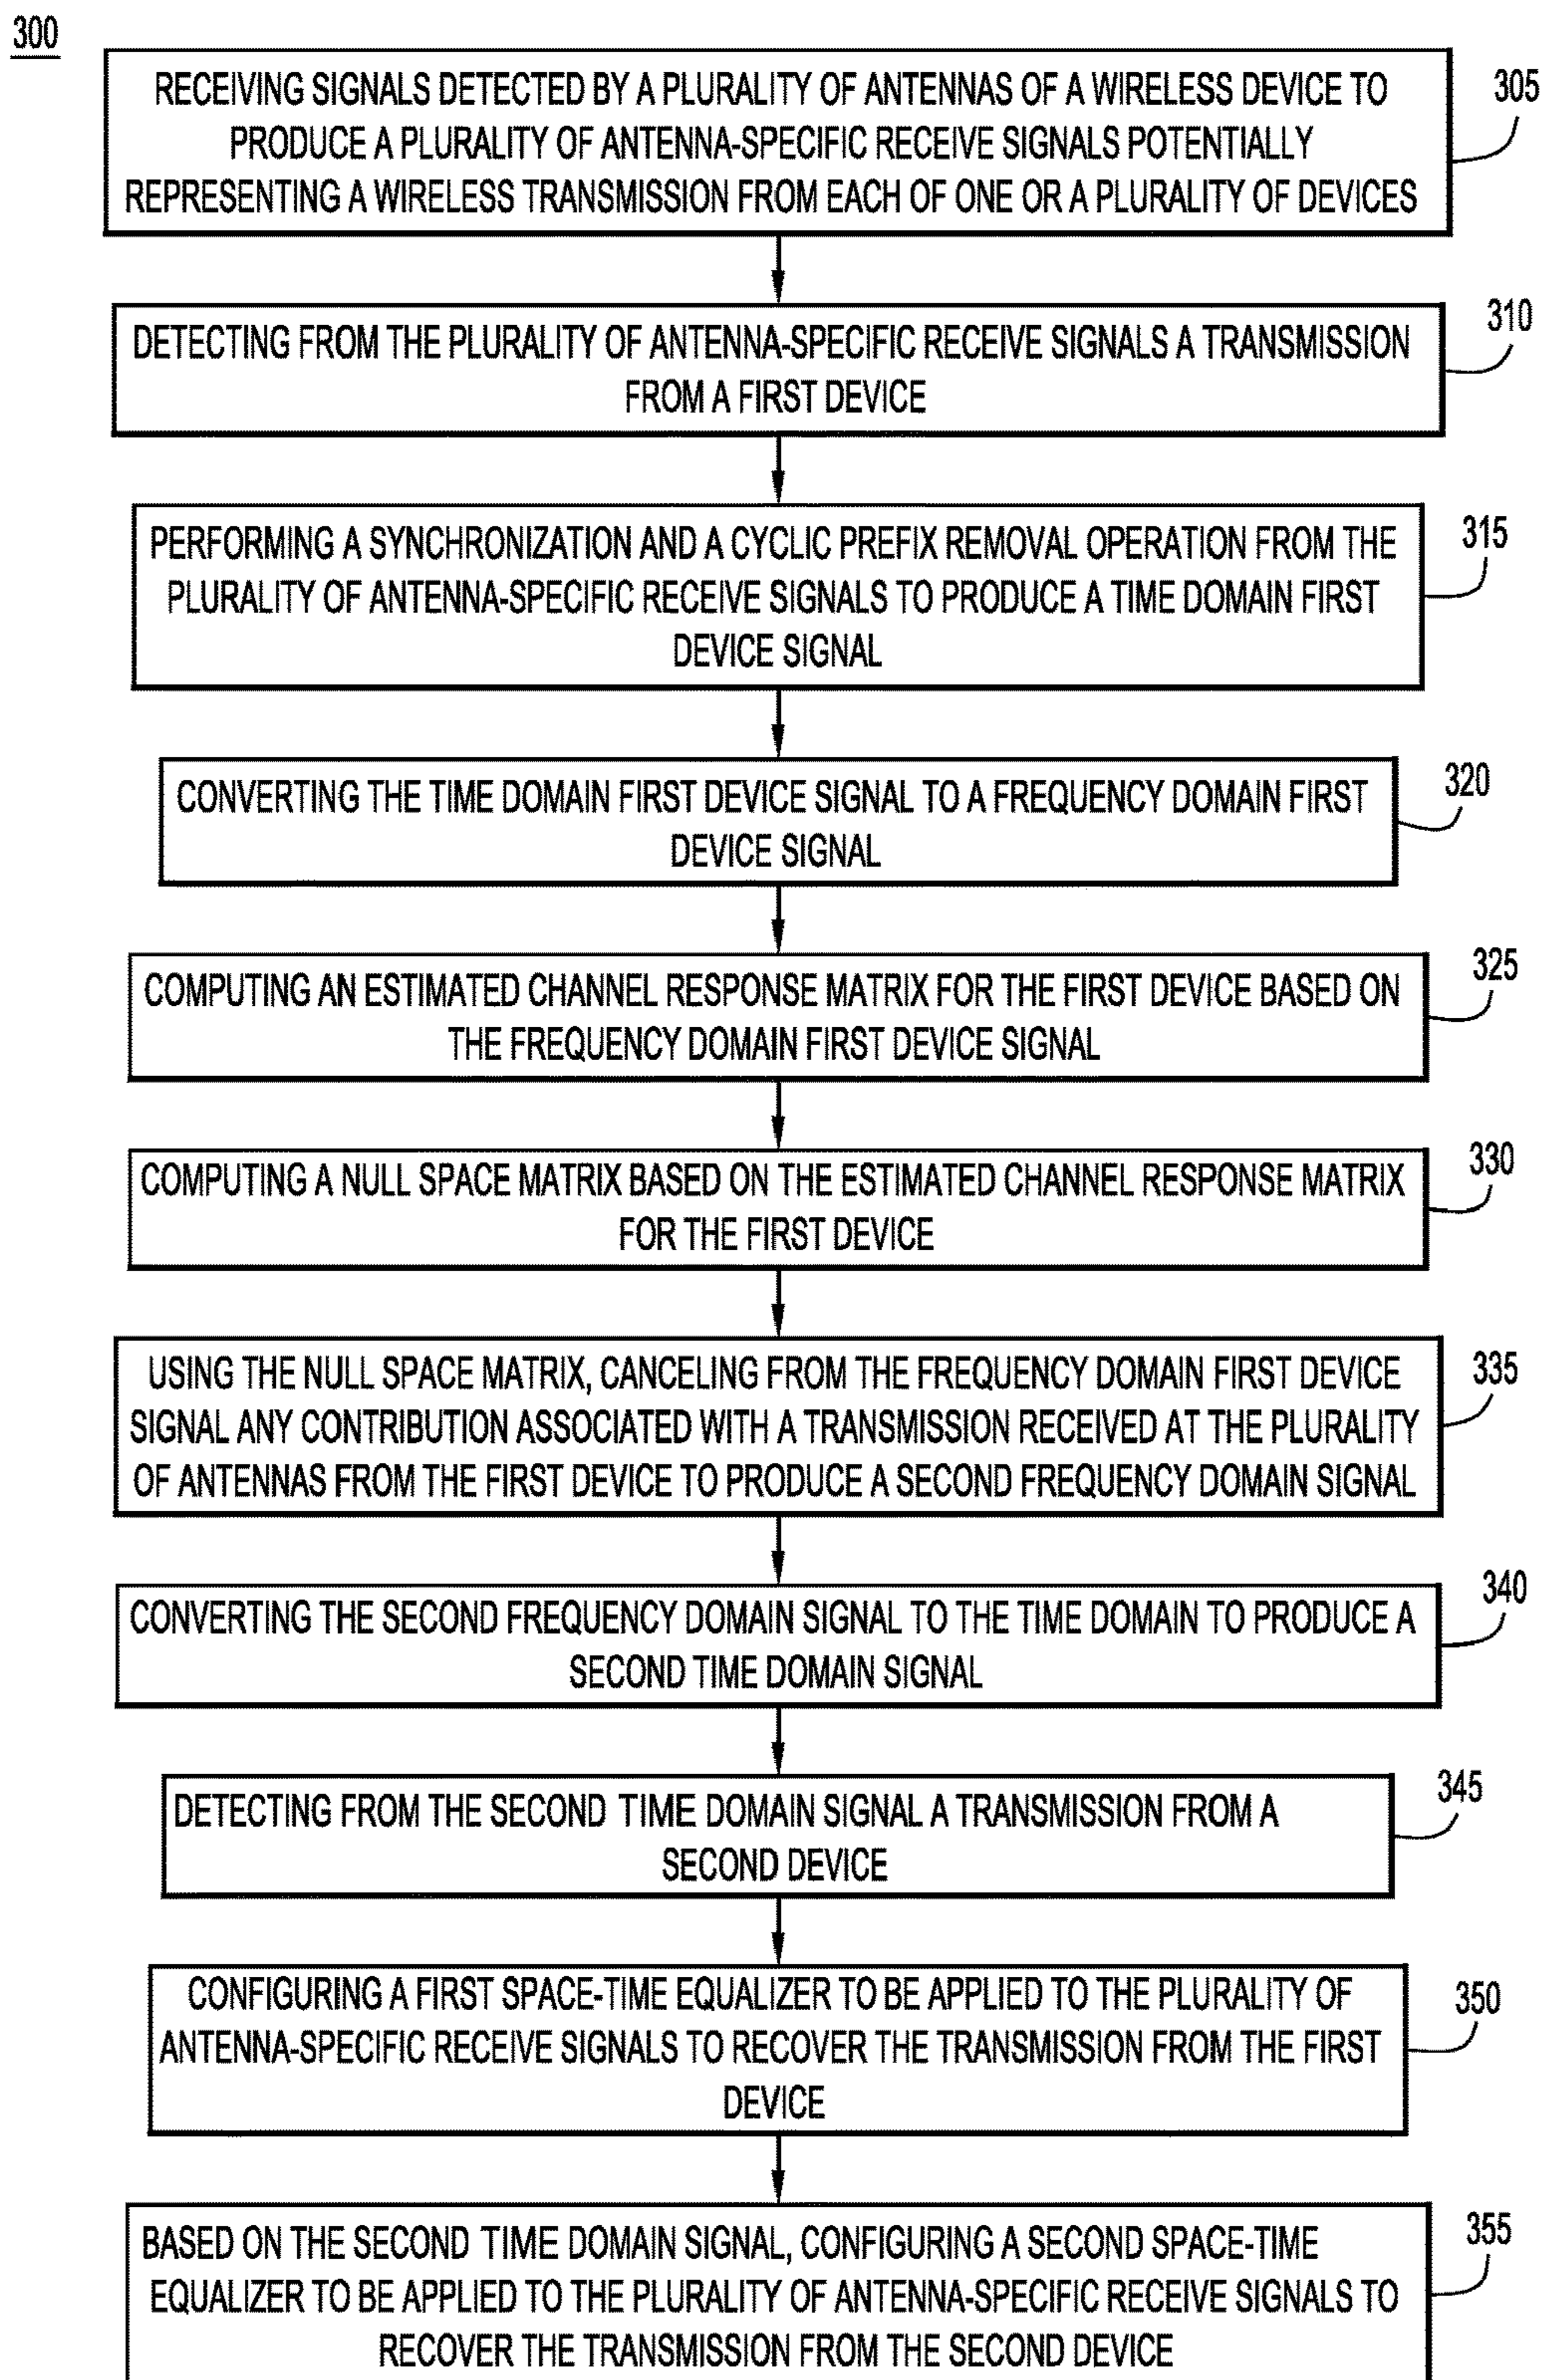 300
RECEIVING SIGNALS DETECTED BY A PLURALITY OF ANTENNAS OF A WIRELESS DEVICE TO
PRODUCE A PLURALITY OF ANTENNA-SPECIFIC RECEIVE SIGNALS POTENTIALLY
REPRESENTING A WIRELESS TRANSMISSION FROM EACH OF ONE OR A PLURALITY OF DEVICES
305
DETECTING FROM THE PLURALITY OF ANTENNA-SPECIFIC RECEIVE SIGNALS A TRANSMISSION
FROM A FIRST DEVICE
310
PERFORMING A SYNCHRONIZATION AND A CYCLIC PREFIX REMOVAL OPERATION FROM THE
PLURALITY OF ANTENNA-SPECIFIC RECEIVE SIGNALS TO PRODUCE A TIME DOMAIN FIRST
DEVICE SIGNAL
315
CONVERTING THE TIME DOMAIN FIRST DEVICE SIGNAL TO A FREQUENCY DOMAIN FIRST
DEVICE SIGNAL
320
COMPUTING AN ESTIMATED CHANNEL RESPONSE MATRIX FOR THE FIRST DEVICE BASED ON
THE FREQUENCY DOMAIN FIRST DEVICE SIGNAL
325
COMPUTING A NULL SPACE MATRIX BASED ON THE ESTIMATED CHANNEL RESPONSE MATRIX
FOR THE FIRST DEVICE
330
USING THE NULL SPACE MATRIX, CANCELING FROM THE FREQUENCY DOMAIN FIRST DEVICE
SIGNAL ANY CONTRIBUTION ASSOCIATED WITH A TRANSMISSION RECEIVED AT THE PLURALITY
OF ANTENNAS FROM THE FIRST DEVICE TO PRODUCE A SECOND FREQUENCY DOMAIN SIGNAL
335
CONVERTING THE SECOND FREQUENCY DOMAIN SIGNAL TO THE TIME DOMAIN TO PRODUCE A
SECOND TIME DOMAIN SIGNAL
340
DETECTING FROM THE SECOND TIME DOMAIN SIGNAL A TRANSMISSION FROM A
SECOND DEVICE
345
CONFIGURING A FIRST SPACE-TIME EQUALIZER TO BE APPLIED TO THE PLURALITY OF
ANTENNA-SPECIFIC RECEIVE SIGNALS TO RECOVER THE TRANSMISSION FROM THE FIRST
DEVICE
350
BASED ON THE SECOND TIME DOMAIN SIGNAL, CONFIGURING A SECOND SPACE-TIME
EQUALIZER TO BE APPLIED TO THE PLURALITY OF ANTENNA-SPECIFIC RECEIVE SIGNALS TO
RECOVER THE TRANSMISSION FROM THE SECOND DEVICE
355